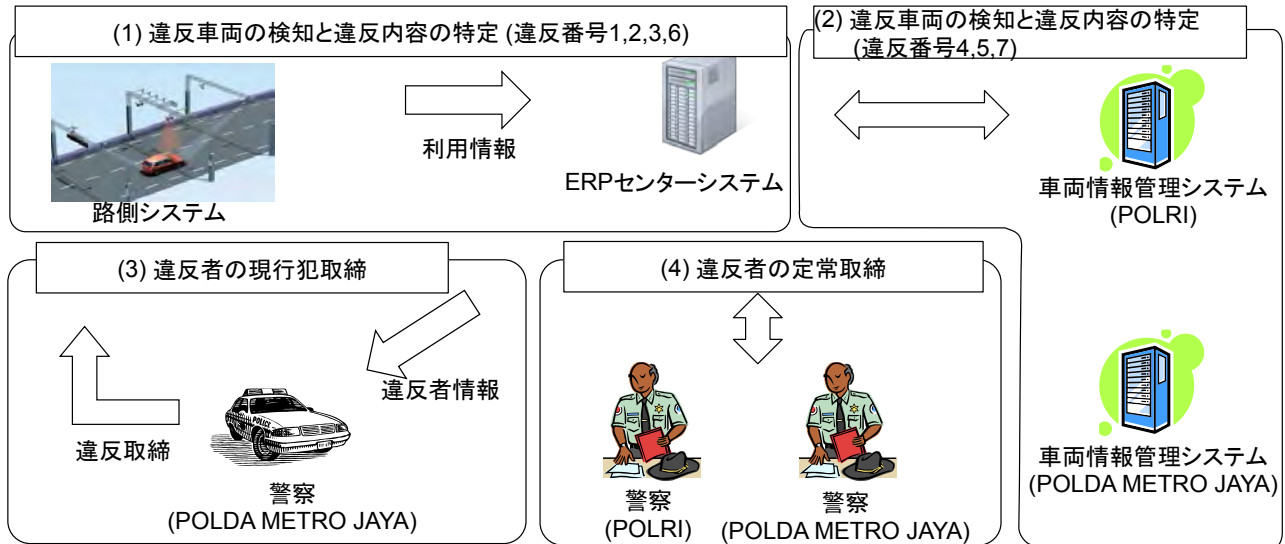 (1) 違反車両の検知と違反内容の特定 (違反番号1,2,3,6)
利用情報
路側システム
ERPセンターシステム
(2) 違反車両の検知と違反内容の特定
(違反番号4,5,7)
車両情報管理システム
(POLRI)
車両情報管理システム
(POLDA METRO JAYA)
(3) 違反者の現行犯取締
違反者情報
違反取締
POLICE
警察
(POLDA METRO JAYA)
(4) 違反者の定常取締
警察
(POLRI)
警察
(POLDA METRO JAYA)